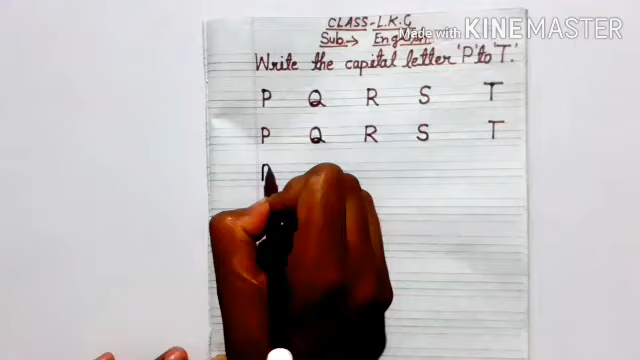 CLASS-L.K.G
Made with KINEMASTER
Sub.→ English
Write the capital letter 'P' to 'T'.
P Q R S T
P Q R S T